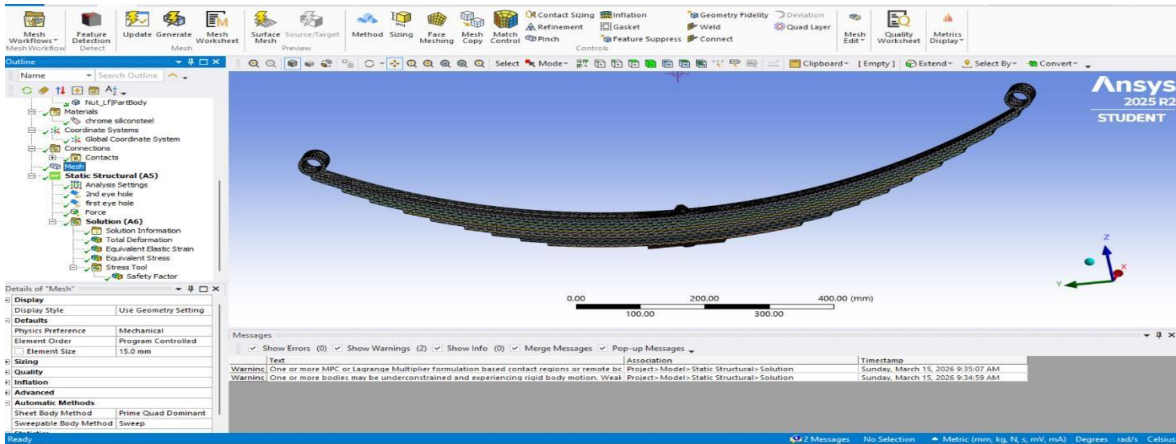 Mesh Workflows
Feature Detection
Update
Generate
Mesh Worksheet
Surface Mesh
Source/Target
Method
Sizing
Face Meshing
Mesh Copy
Match Control
Contact Sizing
Refinement
Pinch
Inflation
Gasket
Feature Suppress
Geometry Fidelity
Weld
Connect
Deviation
Quad Layer
Mesh Edit
Quality Worksheet
Metrics Display
Mesh Workflow
Detect
Mesh
Preview
Controls
Outline
Name
Search Outline
Select
Mode
Clipboard
[Empty]
Extend
Select By
Convert
Nut_Lf|PartBody
Materials
chrome siliconsteel
Coordinate Systems
Global Coordinate System
Connections
Contacts
Mesh
Static Structural (A5)
Analysis Settings
2nd eye hole
first eye hole
Force
Solution (A6)
Solution Information
Total Deformation
Equivalent Elastic Strain
Equivalent Stress
Stress Tool
Safety Factor
Ansys
2025 R2
STUDENT
Z
X
Y
0.00 200.00 400.00 (mm)
100.00 300.00
Details of "Mesh"
Display
Display Style Use Geometry Setting
Defaults
Physics Preference Mechanical
Element Order Program Controlled
Element Size 15.0 mm
Sizing
Quality
Inflation
Advanced
Automatic Methods
Sheet Body Method Prime Quad Dominant
Sweepable Body Method Sweep
Messages
Show Errors (0) Show Warnings (2) Show Info (0) Merge Messages Pop-up Messages
Text Association Timestamp
Warning One or more MPC or Lagrange Multiplier formulation based contact regions or remote bo Project>Model>Static Structural>Solution Sunday, March 15, 2026 9:35:07 AM
Warning One or more bodies may be underconstrained and experiencing rigid body motion. Weak Project>Model>Static Structural>Solution Sunday, March 15, 2026 9:34:59 AM
Ready
2 Messages No Selection Metric (mm, kg, N, s, mV, mA) Degrees rad/s Celsius